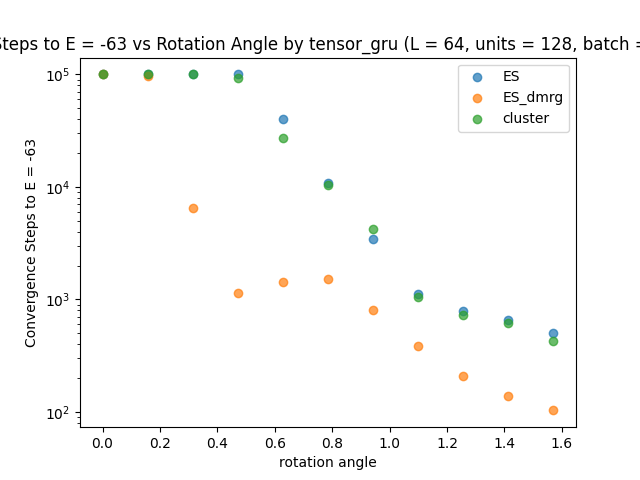 Steps to E = -63 vs Rotation Angle by tensor_gru (L = 64, units = 128, batch =
ES
ES_dmrg
cluster
Convergence Steps to E = -63
10^5
10^4
10^3
10^2
0.0 0.2 0.4 0.6 0.8 1.0 1.2 1.4 1.6
rotation angle